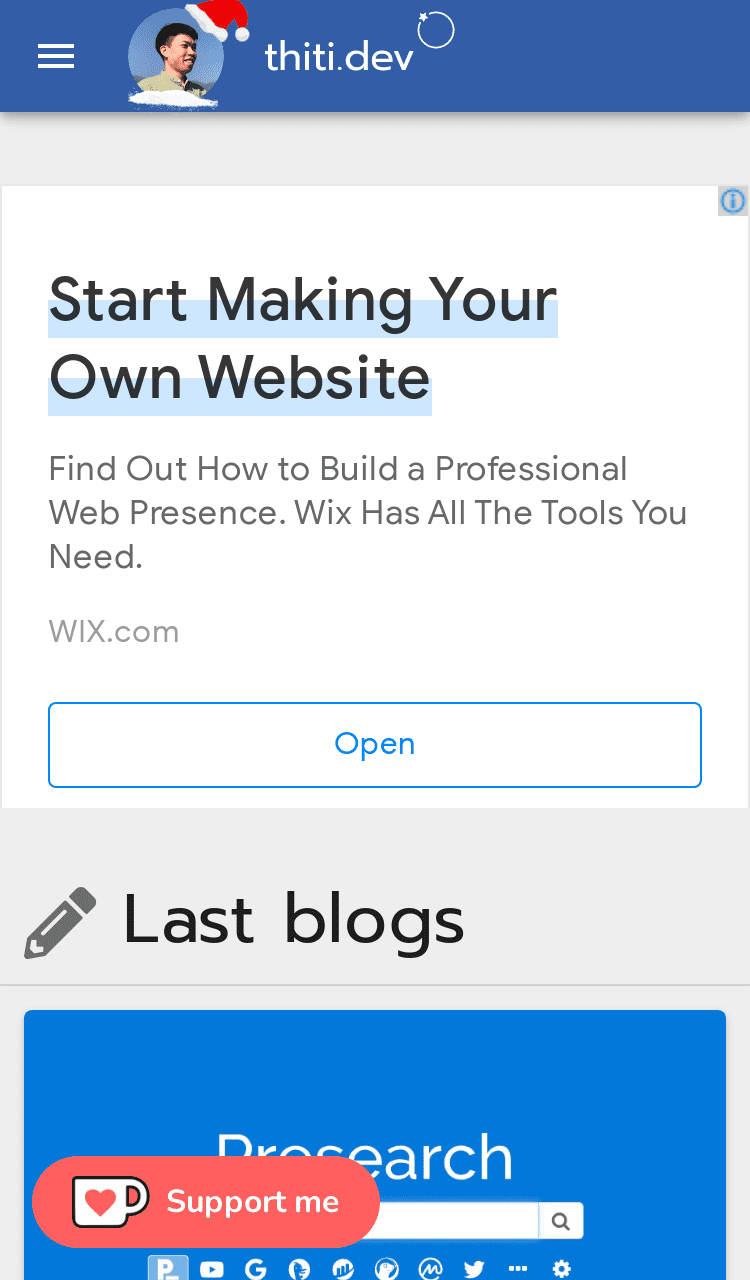 thiti.dev
Start Making Your
Own Website
Find Out How to Build a Professional
Web Presence. Wix Has All The Tools You
Need.
WIX.com
Open
Last blogs
Presearch
Support me